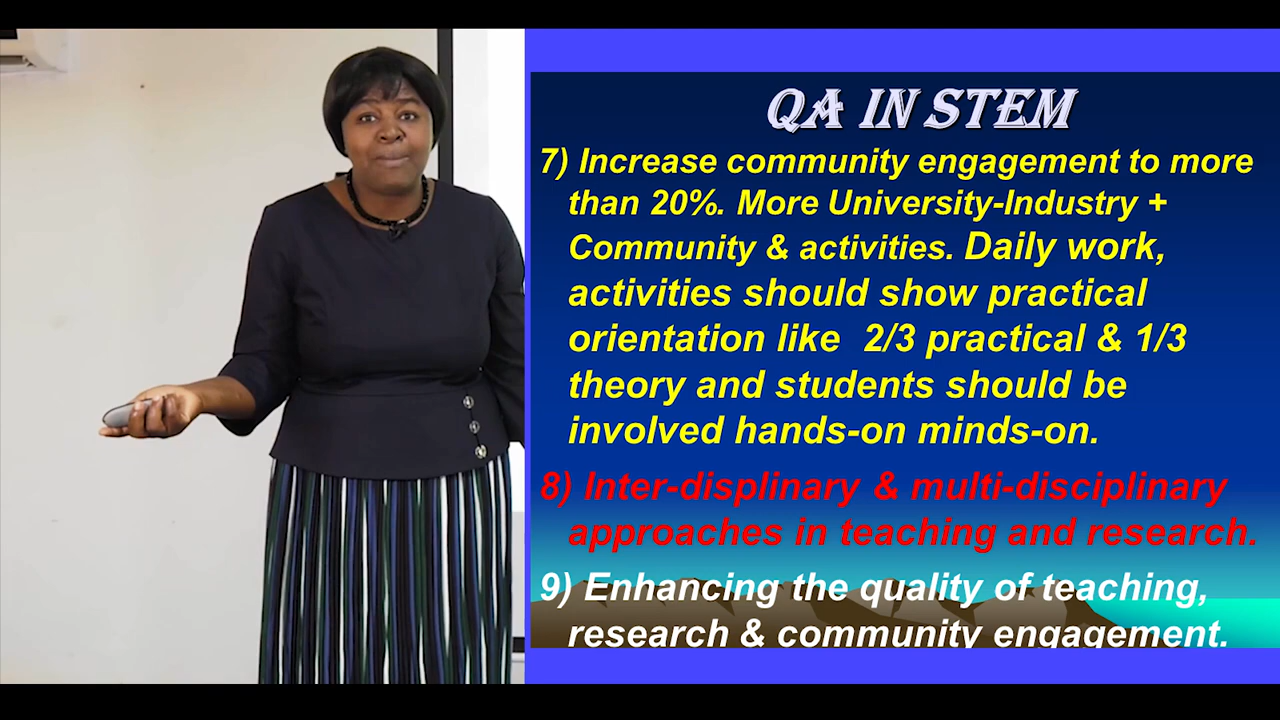 QA IN STEM
7) Increase community engagement to more
than 20%. More University-Industry +
Community & activities. Daily work,
activities should show practical
orientation like 2/3 practical & 1/3
theory and students should be
involved hands-on minds-on.
8) Inter-displinary & multi-disciplinary
approaches in teaching and research.
9) Enhancing the quality of teaching,
research & community engagement.